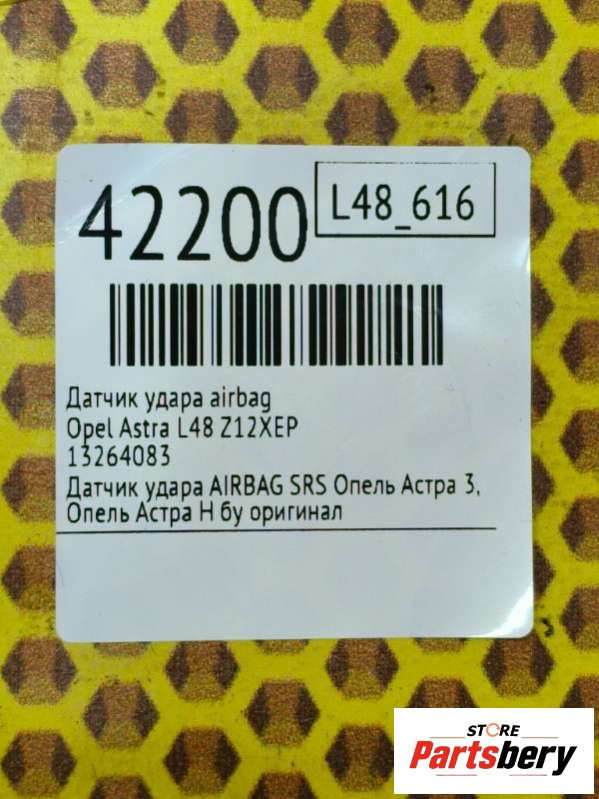 42200
L48_616
Датчик удара airbag
Opel Astra L48 Z12XEP
13264083
Датчик удара AIRBAG SRS Опель Астра 3,
Опель Астра Н бу оригинал
STORE
Partsbery